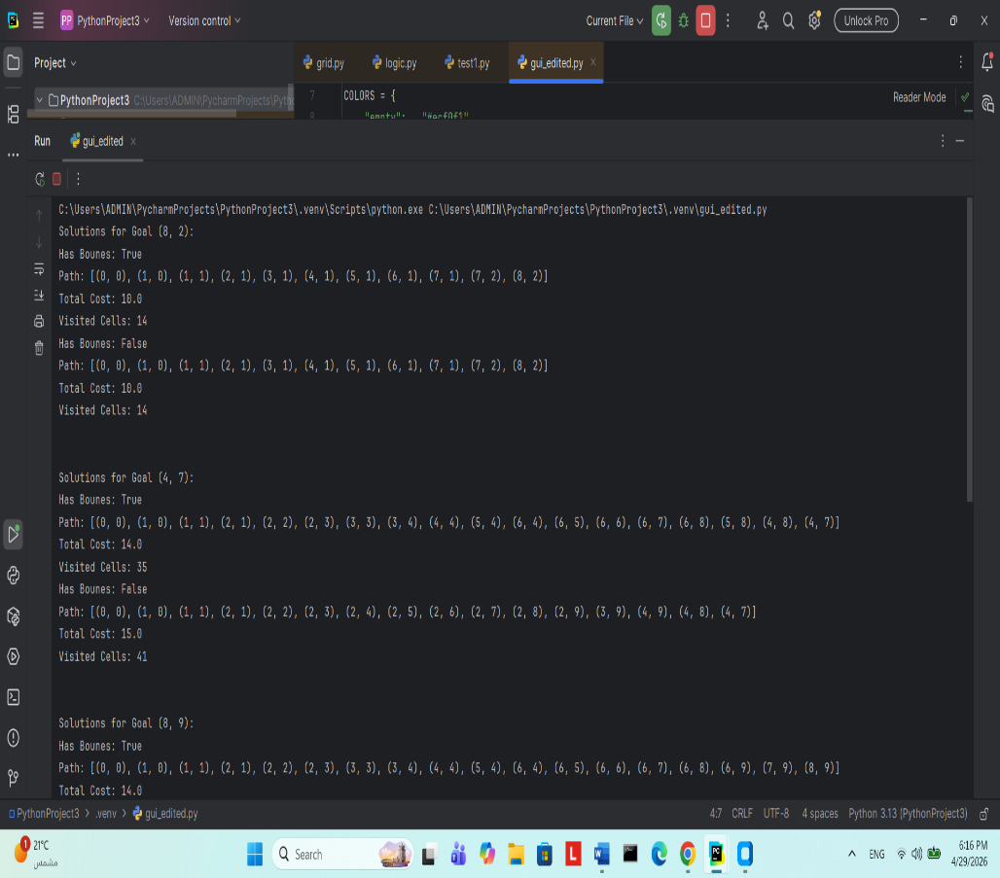 PP PythonProject3 Version control Current File Unlock Pro
Project grid.py logic.py test1.py gui_edited.py
PythonProject3 C:\Users\ADMIN\PycharmProjects\Pytho
7 COLORS = { Reader Mode
8 "empty": "#ecf0f1"
Run gui_edited
C:\Users\ADMIN\PycharmProjects\PythonProject3\.venv\Scripts\python.exe C:\Users\ADMIN\PycharmProjects\PythonProject3\.venv\gui_edited.py
Solutions for Goal (8, 2):
Has Bounes: True
Path: [(0, 0), (1, 0), (1, 1), (2, 1), (3, 1), (4, 1), (5, 1), (6, 1), (7, 1), (7, 2), (8, 2)]
Total Cost: 10.0
Visited Cells: 14
Has Bounes: False
Path: [(0, 0), (1, 0), (1, 1), (2, 1), (3, 1), (4, 1), (5, 1), (6, 1), (7, 1), (7, 2), (8, 2)]
Total Cost: 10.0
Visited Cells: 14
Solutions for Goal (4, 7):
Has Bounes: True
Path: [(0, 0), (1, 0), (1, 1), (2, 1), (2, 2), (2, 3), (3, 3), (3, 4), (4, 4), (5, 4), (6, 4), (6, 5), (6, 6), (6, 7), (6, 8), (5, 8), (4, 8), (4, 7)]
Total Cost: 14.0
Visited Cells: 35
Has Bounes: False
Path: [(0, 0), (1, 0), (1, 1), (2, 1), (2, 2), (2, 3), (2, 4), (2, 5), (2, 6), (2, 7), (2, 8), (2, 9), (3, 9), (4, 9), (4, 8), (4, 7)]
Total Cost: 15.0
Visited Cells: 41
Solutions for Goal (8, 9):
Has Bounes: True
Path: [(0, 0), (1, 0), (1, 1), (2, 1), (2, 2), (2, 3), (3, 3), (3, 4), (4, 4), (5, 4), (6, 4), (6, 5), (6, 6), (6, 7), (6, 8), (6, 9), (7, 9), (8, 9)]
Total Cost: 14.0
PythonProject3 > .venv > gui_edited.py 4:7 CRLF UTF-8 4 spaces Python 3.13 (PythonProject3)
1 21°C Search L ENG 6:16 PM
مشمس 4/29/2026